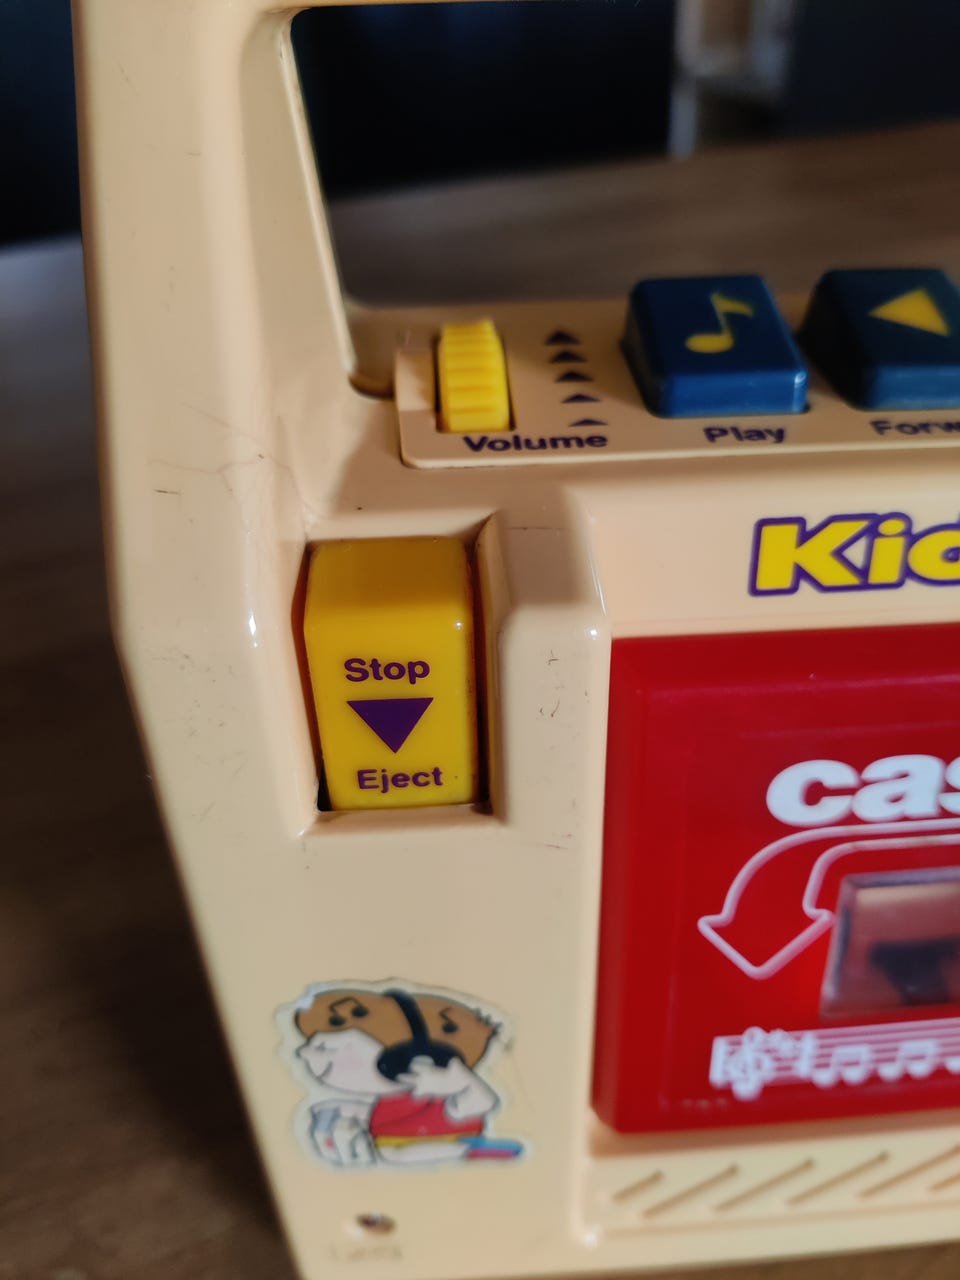 Volume
Play
Forw
Kid
Stop
Eject
cas